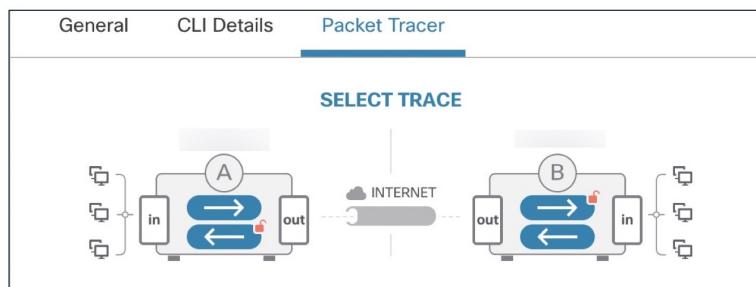 General CLI Details Packet Tracer
SELECT TRACE
A B
INTERNET
in out out in